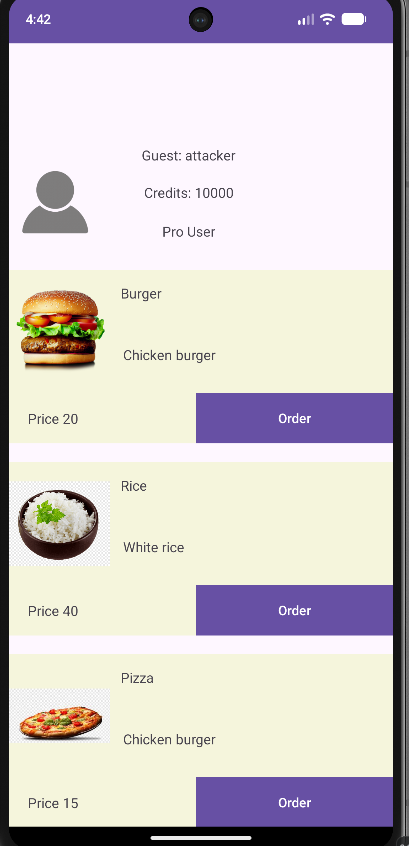 4:42
Guest: attacker
Credits: 10000
Pro User
Burger
Chicken burger
Price 20
Order
Rice
White rice
Price 40
Order
Pizza
Chicken burger
Price 15
Order